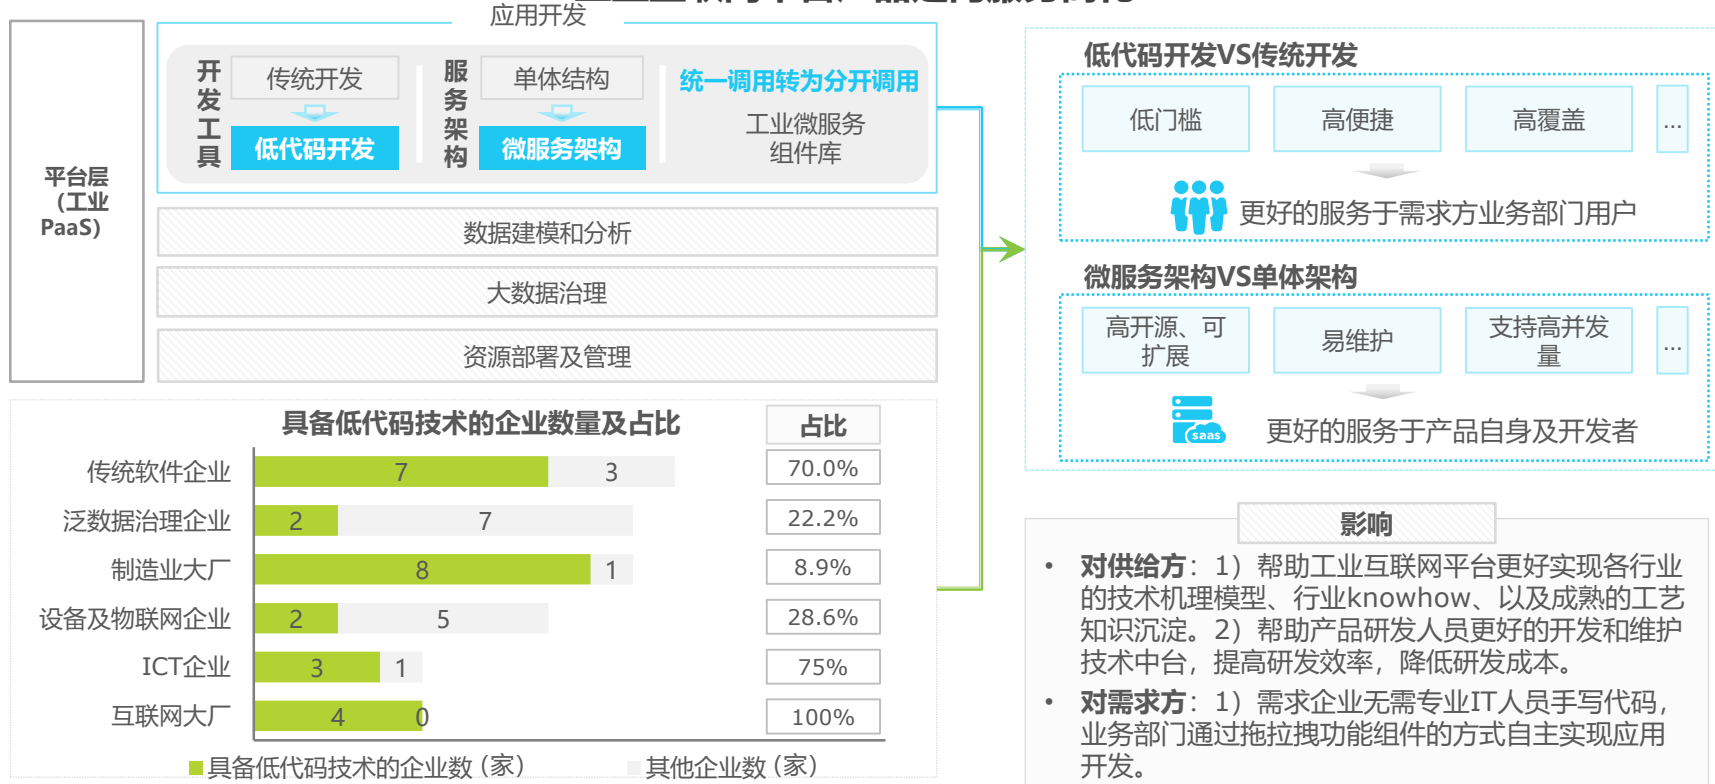 应用开发
平台层
（工业
PaaS）
开发工具
传统开发
低代码开发
服务架构
单体结构
微服务架构
统一调用转为分开调用
工业微服务
组件库
数据建模和分析
大数据治理
资源部署及管理
低代码开发VS传统开发
低门槛
高便捷
高覆盖
...
更好的服务于需求方业务部门用户
微服务架构VS单体架构
高开源、可
扩展
易维护
支持高并发
量
...
saas
更好的服务于产品自身及开发者
具备低代码技术的企业数量及占比
占比
传统软件企业 7 3 70.0%
泛数据治理企业 2 7 22.2%
制造业大厂 8 1 8.9%
设备及物联网企业 2 5 28.6%
ICT企业 3 1 75%
互联网大厂 4 0 100%
具备低代码技术的企业数（家） 其他企业数（家）
影响
• 对供给方：1）帮助工业互联网平台更好实现各行业
的技术机理模型、行业knowhow、以及成熟的工艺
知识沉淀。2）帮助产品研发人员更好的开发和维护
技术中台，提高研发效率，降低研发成本。
• 对需求方：1）需求企业无需专业IT人员手写代码，
业务部门通过拖拉拽功能组件的方式自主实现应用
开发。